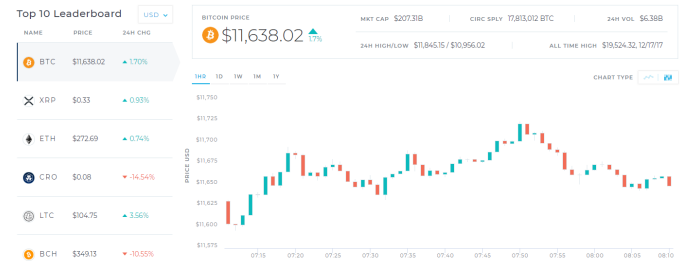 Top 10 Leaderboard
USD
NAME PRICE 24H CHG
BTC $11,638.02 1.70%
XRP $0.33 0.93%
ETH $272.69 0.74%
CRO $0.08 -14.54%
LTC $104.75 3.56%
BCH $349.13 -10.55%
BITCOIN PRICE
$11,638.02 1.7%
MKT CAP $207.31B CIRC SPLY 17,813,012 BTC 24H VOL $6.38B
24H HIGH/LOW $11,845.15 / $10,956.02 ALL TIME HIGH $19,524.32, 12/17/17
1HR 1D 1W 1M 1Y
CHART TYPE
PRICE USD
$11,750
$11,725
$11,700
$11,675
$11,650
$11,625
$11,600
$11,575
07:15 07:20 07:25 07:30 07:35 07:40 07:45 07:50 07:55 08:00 08:05 08:10